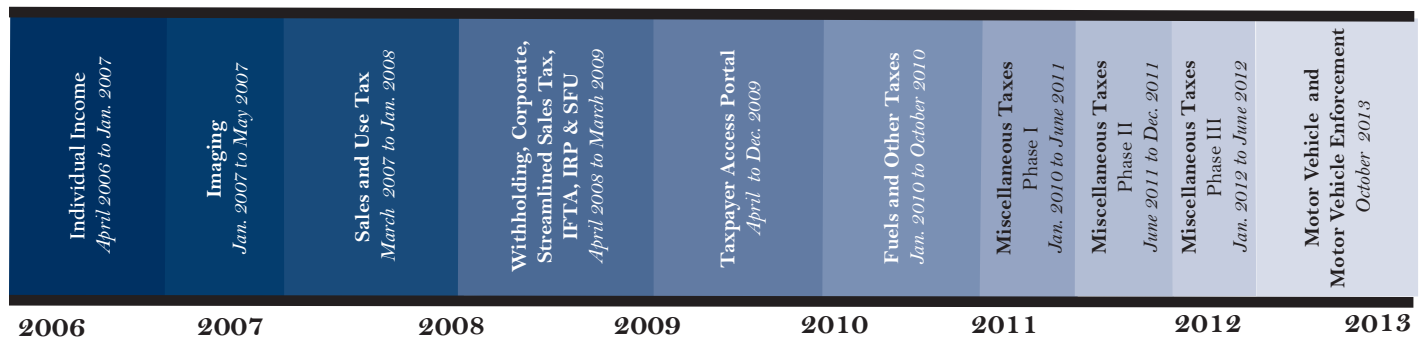 Individual Income
April 2006 to Jan. 2007
Imaging
Jan. 2007 to May 2007
Sales and Use Tax
March 2007 to Jan. 2008
Withholding, Corporate,
Streamlined Sales Tax,
IFTA, IRP & SFU
April 2008 to March 2009
Taxpayer Access Portal
April to Dec. 2009
Fuels and Other Taxes
Jan. 2010 to October 2010
Miscellaneous Taxes
Phase I
Jan. 2010 to June 2011
Miscellaneous Taxes
Phase II
June 2011 to Dec. 2011
Miscellaneous Taxes
Phase III
Jan. 2012 to June 2012
Motor Vehicle and
Motor Vehicle Enforcement
October 2013
2006
2007
2008
2009
2010
2011
2012
2013